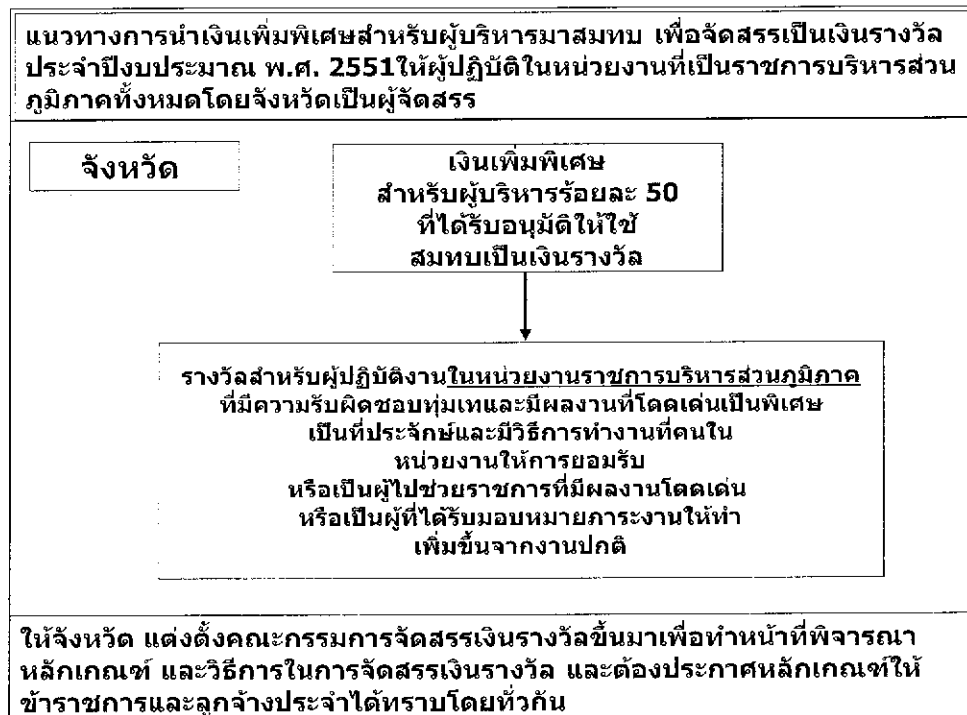 แนวทางการนำเงินเพิ่มพิเศษสำหรับผู้บริหารมาสมทบ เพื่อจัดสรรเป็นเงินรางวัล
ประจำปีงบประมาณ พ.ศ. 2551ให้ผู้ปฏิบัติในหน่วยงานที่เป็นราชการบริหารส่วน
ภูมิภาคทั้งหมดโดยจังหวัดเป็นผู้จัดสรร
จังหวัด
เงินเพิ่มพิเศษ
สำหรับผู้บริหารร้อยละ 50
ที่ได้รับอนุมัติให้ใช้
สมทบเป็นเงินรางวัล
รางวัลสำหรับผู้ปฏิบัติงานในหน่วยงานราชการบริหารส่วนภูมิภาค
ที่มีความรับผิดชอบทุ่มเทและมีผลงานที่โดดเด่นเป็นพิเศษ
เป็นที่ประจักษ์และมีวิธีการทำงานที่คนใน
หน่วยงานให้การยอมรับ
หรือเป็นผู้ไปช่วยราชการที่มีผลงานโดดเด่น
หรือเป็นผู้ที่ได้รับมอบหมายภาระงานให้ทำ
เพิ่มขึ้นจากงานปกติ
ให้จังหวัด แต่งตั้งคณะกรรมการจัดสรรเงินรางวัลขึ้นมาเพื่อทำหน้าที่พิจารณา
หลักเกณฑ์ และวิธีการในการจัดสรรเงินรางวัล และต้องประกาศหลักเกณฑ์ให้
ข้าราชการและลูกจ้างประจำได้ทราบโดยทั่วกัน